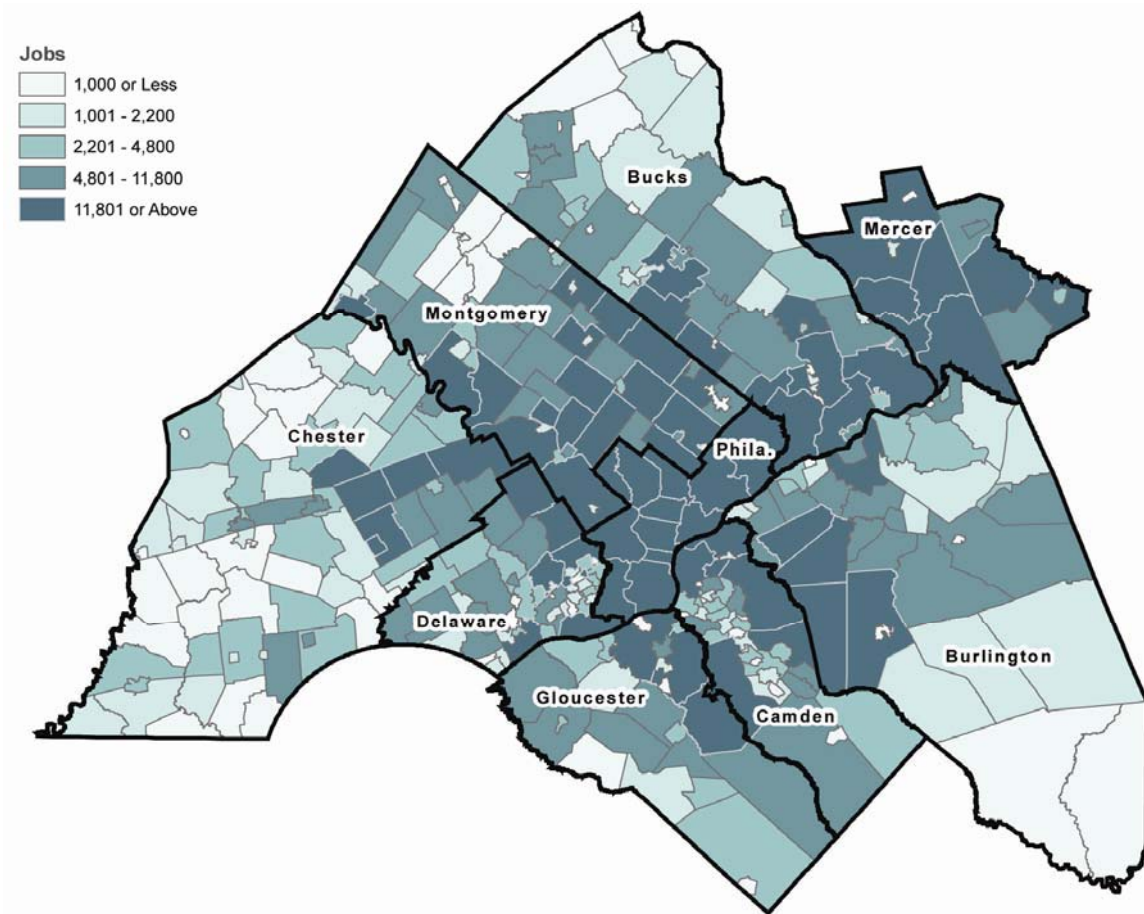 Jobs
1,000 or Less
1,001 - 2,200
2,201 - 4,800
4,801 - 11,800
11,801 or Above
Bucks
Mercer
Montgomery
Chester
Phila.
Delaware
Burlington
Gloucester
Camden